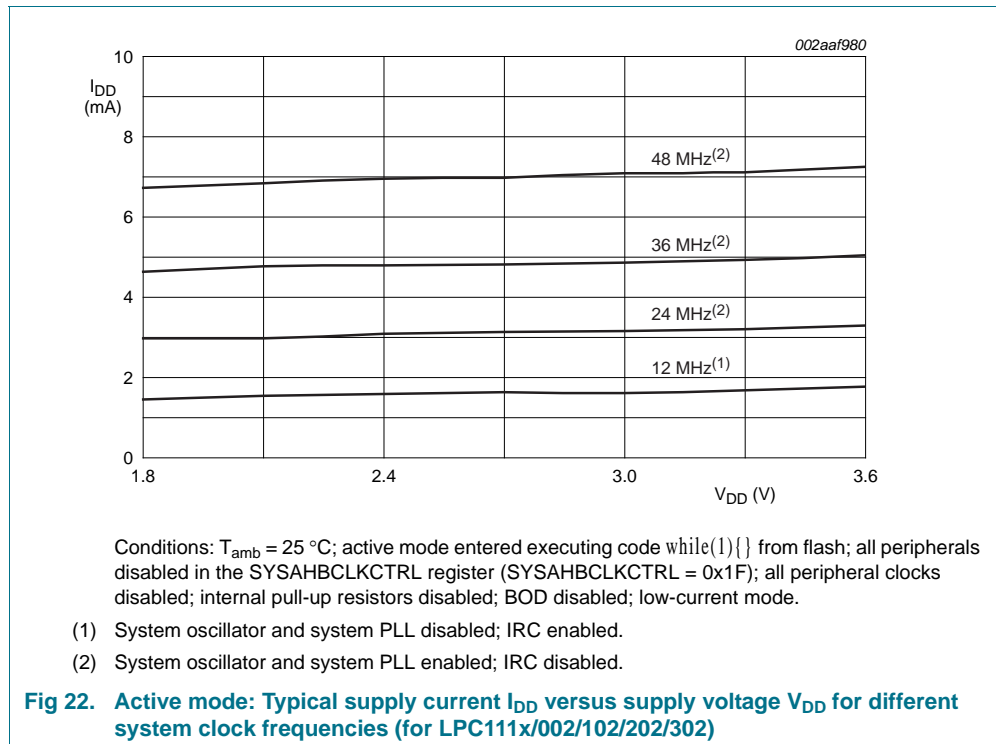 002aaf980
10
I_DD
(mA)
8
48 MHz(2)
6
36 MHz(2)
4
24 MHz(2)
2
12 MHz(1)
0
1.8 2.4 3.0 3.6
V_DD (V)
Conditions: T_amb = 25 °C; active mode entered executing code while(1){} from flash; all peripherals
disabled in the SYSAHBCLKCTRL register (SYSAHBCLKCTRL = 0x1F); all peripheral clocks
disabled; internal pull-up resistors disabled; BOD disabled; low-current mode.
(1) System oscillator and system PLL disabled; IRC enabled.
(2) System oscillator and system PLL enabled; IRC disabled.
Fig 22. Active mode: Typical supply current I_DD versus supply voltage V_DD for different
system clock frequencies (for LPC111x/002/102/202/302)